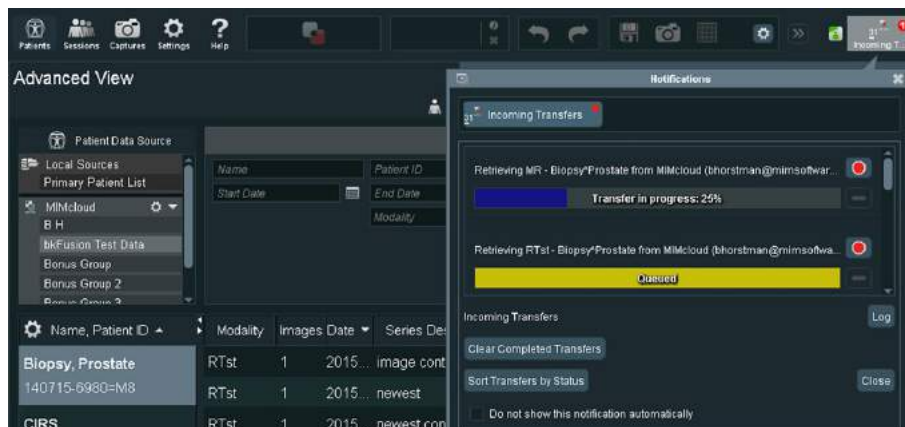 Patients Sessions Captures Settings Help
Incoming T...
Advanced View
Notifications
Incoming Transfers
Patient Data Source
Local Sources
Primary Patient List
MIMcloud
B H
bkFusion Test Data
Bonus Group
Bonus Group 2
Bonus Group 3
Name
Patient ID
Start Date
End Date
Modality
Retrieving MR - Biopsy^Prostate from MIMcloud (bhorstman@mimsoftwar...
Transfer in progress: 25%
Retrieving RTst - Biopsy^Prostate from MIMcloud (bhorstman@mimsoftwa...
Queued
Incoming Transfers
Log
Clear Completed Transfers
Sort Transfers by Status
Close
Do not show this notification automatically
Name, Patient ID
Modality Images Date Series Des
Biopsy, Prostate
140715-6980=M8
RTst 1 2015... image cont
RTst 1 2015... newest
CIRS
RTst 1 2015... newest con